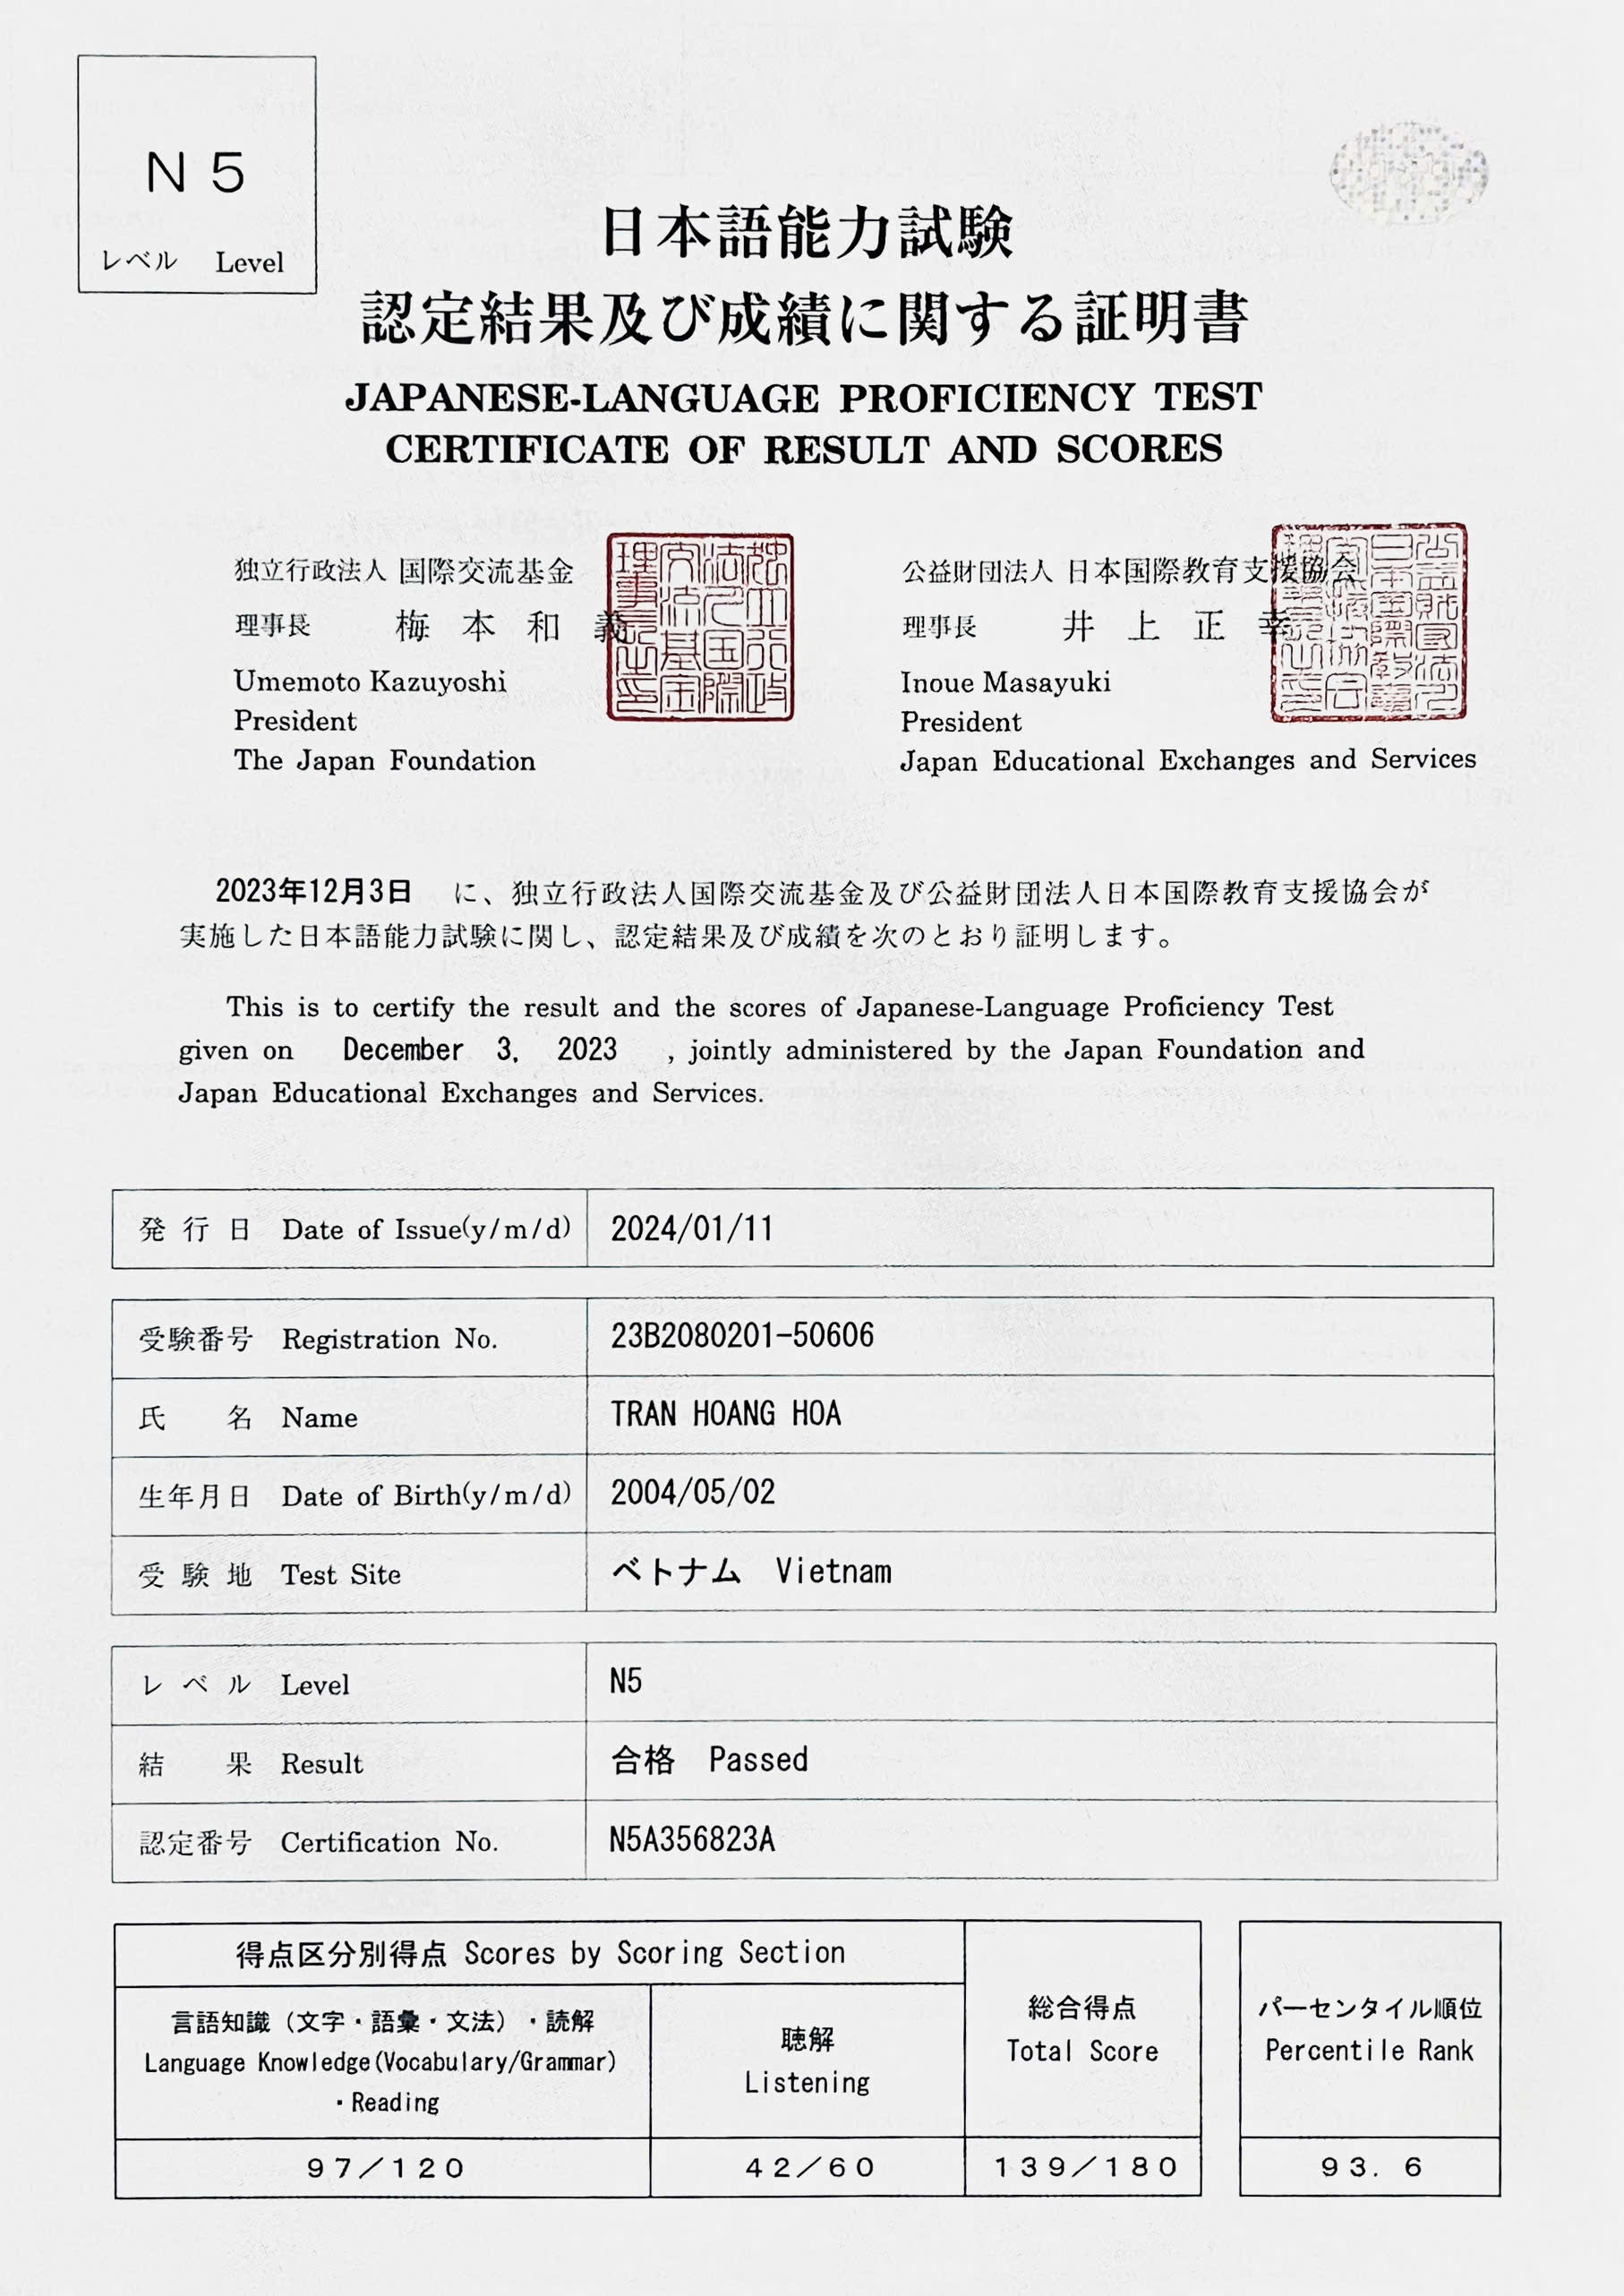 N5
レベル Level
日本語能力試験
認定結果及び成績に関する証明書
JAPANESE-LANGUAGE PROFICIENCY TEST
CERTIFICATE OF RESULT AND SCORES
独立行政法人 国際交流基金
理事長 梅本和義
Umemoto Kazuyoshi
President
The Japan Foundation
公益財団法人 日本国際教育支援協会
理事長 井上正幸
Inoue Masayuki
President
Japan Educational Exchanges and Services
2023年12月3日 に、独立行政法人国際交流基金及び公益財団法人日本国際教育支援協会が
実施した日本語能力試験に関し、認定結果及び成績を次のとおり証明します。
This is to certify the result and the scores of Japanese-Language Proficiency Test
given on December 3, 2023 , jointly administered by the Japan Foundation and
Japan Educational Exchanges and Services.
発行日 Date of Issue(y/m/d) 2024/01/11
受験番号 Registration No. 23B2080201-50606
氏名 Name TRAN HOANG HOA
生年月日 Date of Birth(y/m/d) 2004/05/02
受験地 Test Site ベトナム Vietnam
レベル Level N5
結果 Result 合格 Passed
認定番号 Certification No. N5A356823A
得点区分別得点 Scores by Scoring Section
言語知識（文字・語彙・文法）・読解
Language Knowledge(Vocabulary/Grammar)
・Reading
聴解
Listening
総合得点
Total Score
パーセンタイル順位
Percentile Rank
97/120 42/60 139/180 93.6